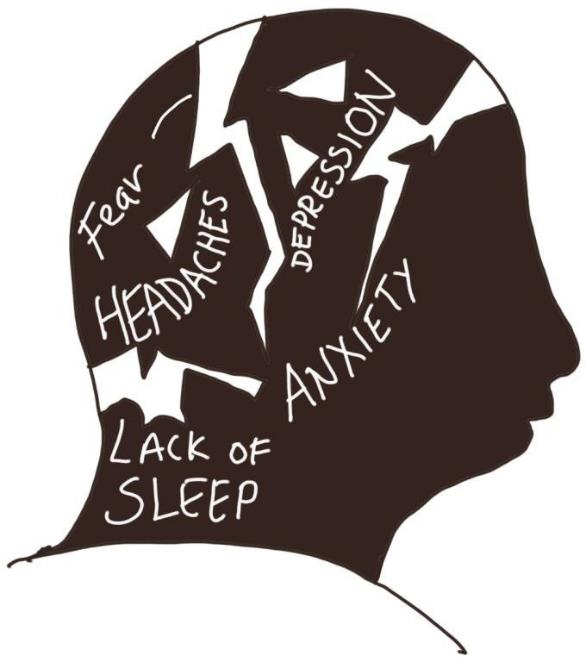 Fear
HEADACHES
DEPRESSION
ANXIETY
LACK OF
SLEEP